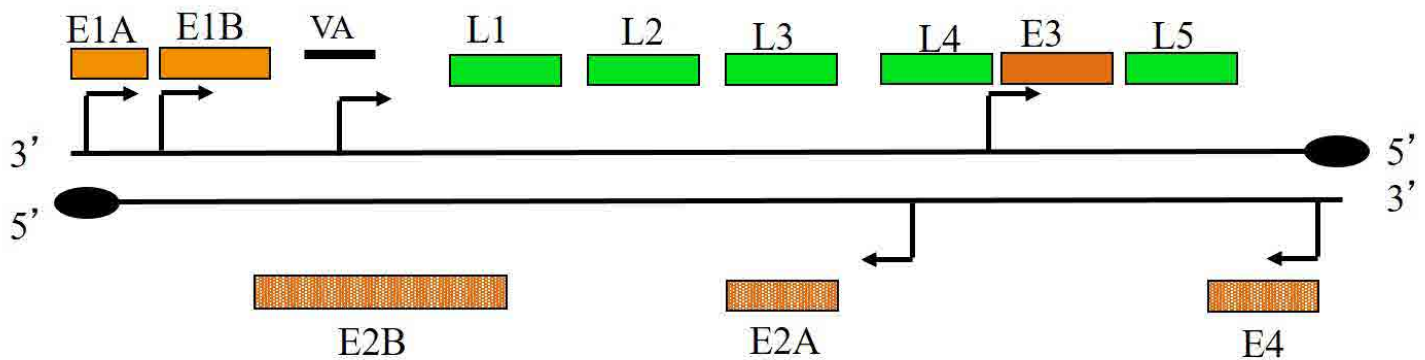 E1A E1B VA L1 L2 L3 L4 E3 L5
3’ 5’
5’ 3’
E2B E2A E4